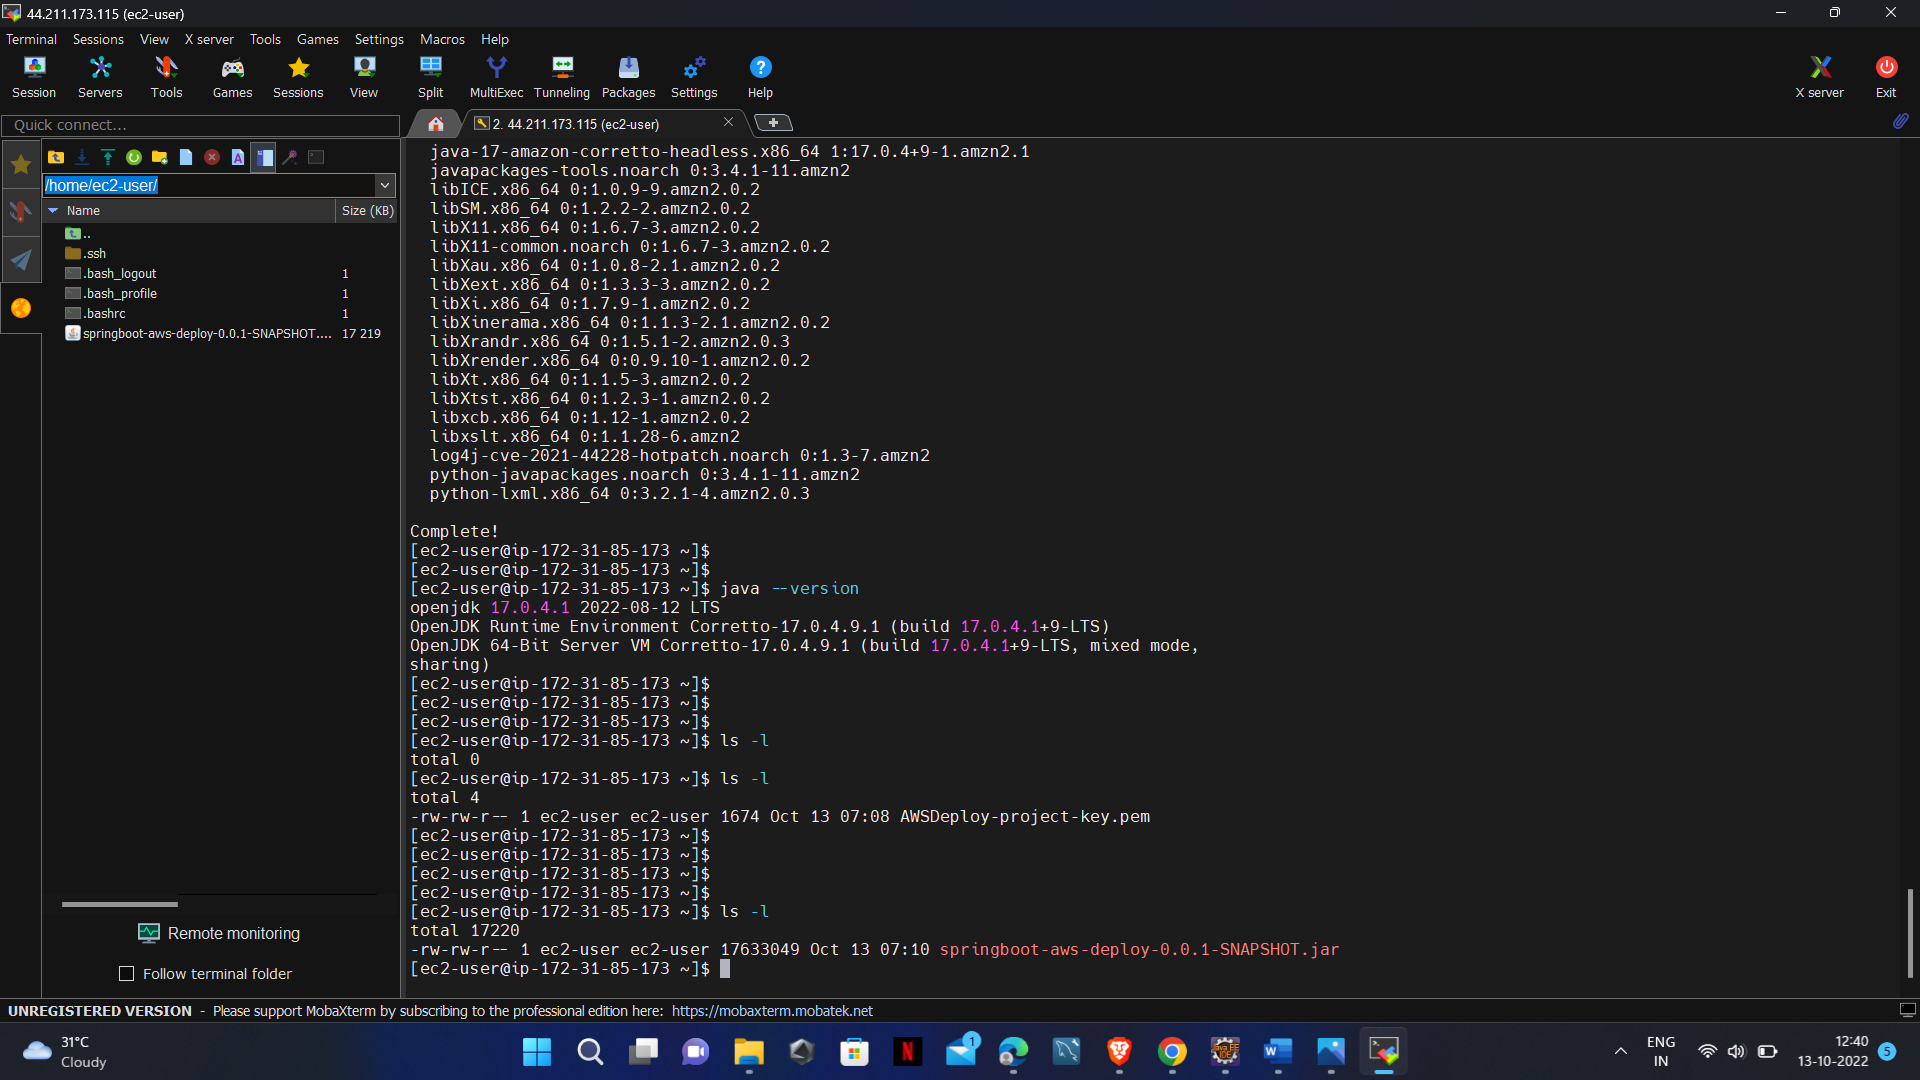 44.211.173.115 (ec2-user)
Terminal Sessions View X server Tools Games Settings Macros Help
Session Servers Tools Games Sessions View Split MultiExec Tunneling Packages Settings Help X server Exit
Quick connect...
2. 44.211.173.115 (ec2-user)
/home/ec2-user/
Name Size (KB)
..
.ssh
.bash_logout 1
.bash_profile 1
.bashrc 1
springboot-aws-deploy-0.0.1-SNAPSHOT.... 17 219
Remote monitoring
Follow terminal folder
java-17-amazon-corretto-headless.x86_64 1:17.0.4+9-1.amzn2.1
javapackages-tools.noarch 0:3.4.1-11.amzn2
libICE.x86_64 0:1.0.9-9.amzn2.0.2
libSM.x86_64 0:1.2.2-2.amzn2.0.2
libX11.x86_64 0:1.6.7-3.amzn2.0.2
libX11-common.noarch 0:1.6.7-3.amzn2.0.2
libXau.x86_64 0:1.0.8-2.1.amzn2.0.2
libXext.x86_64 0:1.3.3-3.amzn2.0.2
libXi.x86_64 0:1.7.9-1.amzn2.0.2
libXinerama.x86_64 0:1.1.3-2.1.amzn2.0.2
libXrandr.x86_64 0:1.5.1-2.amzn2.0.3
libXrender.x86_64 0:0.9.10-1.amzn2.0.2
libXt.x86_64 0:1.1.5-3.amzn2.0.2
libXtst.x86_64 0:1.2.3-1.amzn2.0.2
libxcb.x86_64 0:1.12-1.amzn2.0.2
libxslt.x86_64 0:1.1.28-6.amzn2
log4j-cve-2021-44228-hotpatch.noarch 0:1.3-7.amzn2
python-javapackages.noarch 0:3.4.1-11.amzn2
python-lxml.x86_64 0:3.2.1-4.amzn2.0.3
Complete!
[ec2-user@ip-172-31-85-173 ~]$
[ec2-user@ip-172-31-85-173 ~]$
[ec2-user@ip-172-31-85-173 ~]$ java --version
openjdk 17.0.4.1 2022-08-12 LTS
OpenJDK Runtime Environment Corretto-17.0.4.9.1 (build 17.0.4.1+9-LTS)
OpenJDK 64-Bit Server VM Corretto-17.0.4.9.1 (build 17.0.4.1+9-LTS, mixed mode,
sharing)
[ec2-user@ip-172-31-85-173 ~]$
[ec2-user@ip-172-31-85-173 ~]$
[ec2-user@ip-172-31-85-173 ~]$
[ec2-user@ip-172-31-85-173 ~]$ ls -l
total 0
[ec2-user@ip-172-31-85-173 ~]$ ls -l
total 4
-rw-rw-r-- 1 ec2-user ec2-user 1674 Oct 13 07:08 AWSDeploy-project-key.pem
[ec2-user@ip-172-31-85-173 ~]$
[ec2-user@ip-172-31-85-173 ~]$
[ec2-user@ip-172-31-85-173 ~]$
[ec2-user@ip-172-31-85-173 ~]$
[ec2-user@ip-172-31-85-173 ~]$ ls -l
total 17220
-rw-rw-r-- 1 ec2-user ec2-user 17633049 Oct 13 07:10 springboot-aws-deploy-0.0.1-SNAPSHOT.jar
[ec2-user@ip-172-31-85-173 ~]$
UNREGISTERED VERSION - Please support MobaXterm by subscribing to the professional edition here: https://mobaxterm.mobatek.net
31°C
Cloudy
1
N
Java EE
IDE
W
ENG
IN
12:40
13-10-2022
5